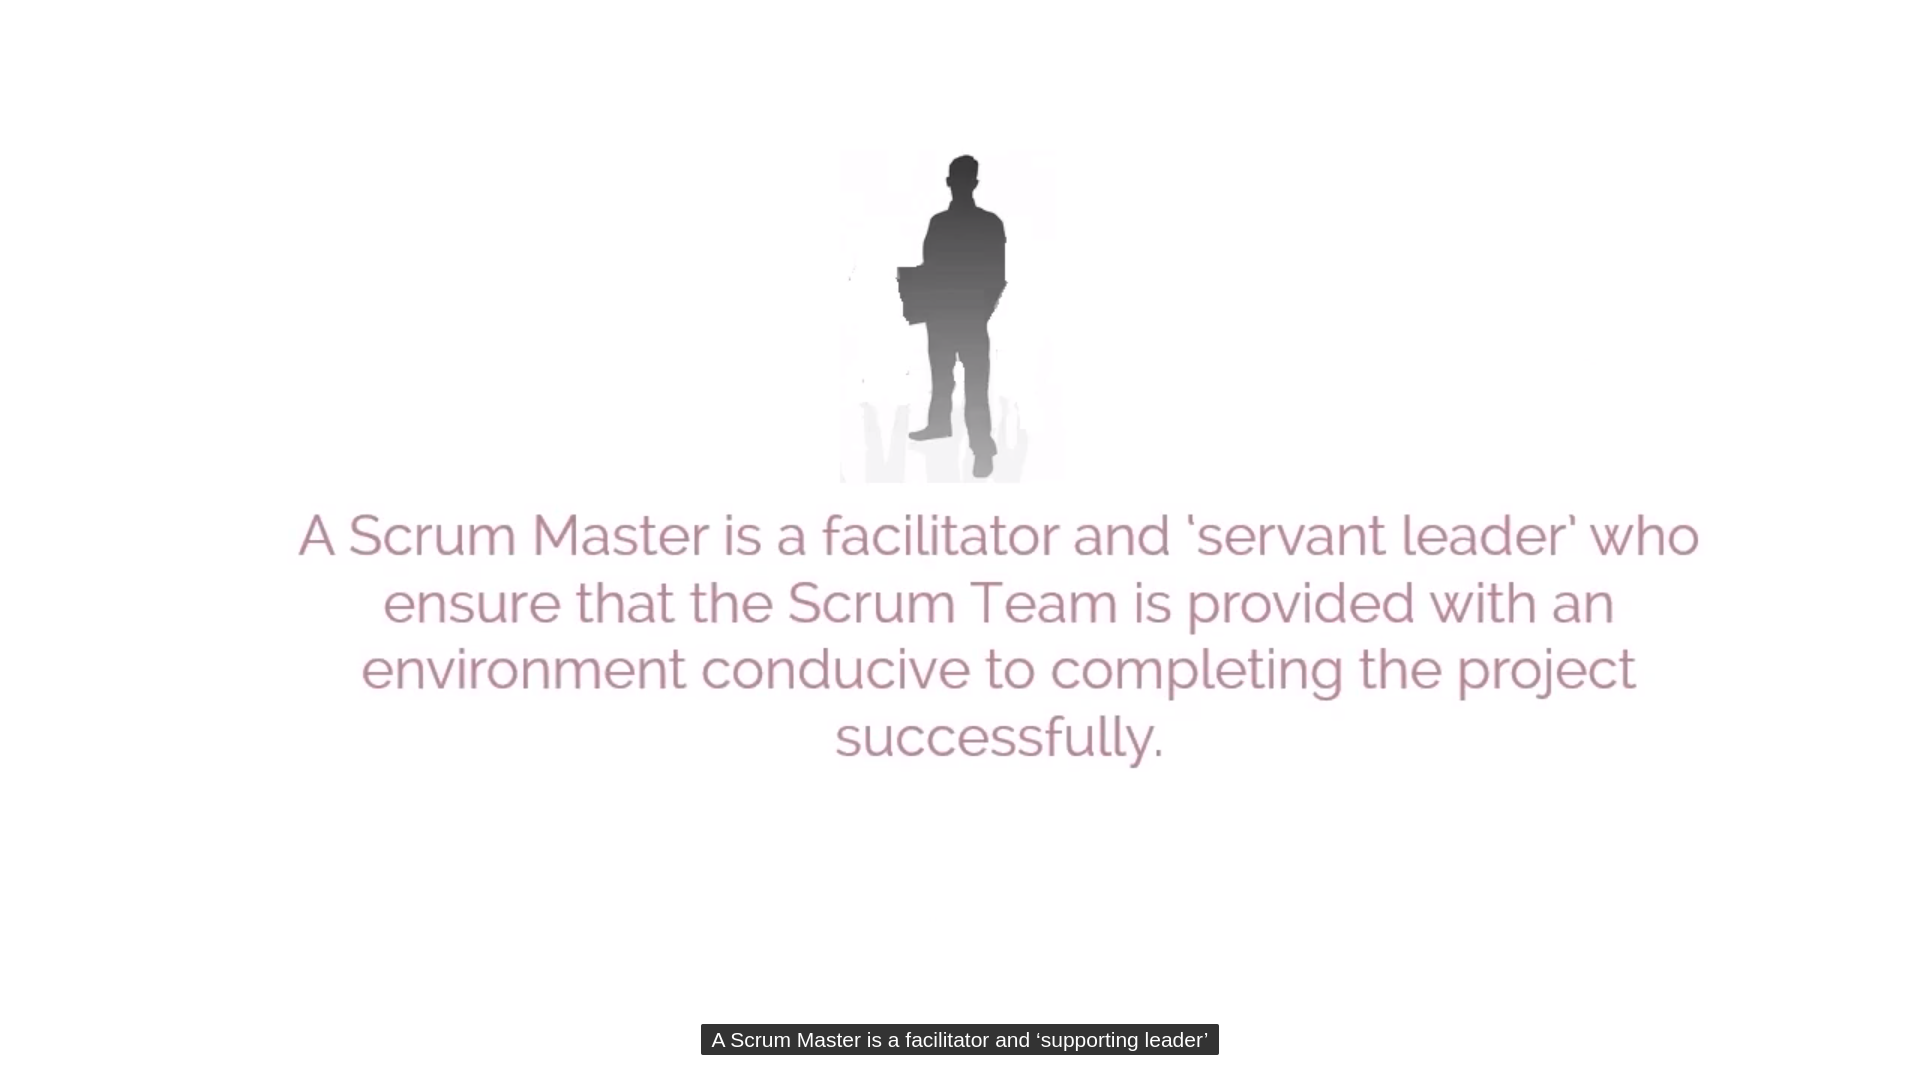 A Scrum Master is a facilitator and ‘servant leader’ who
ensure that the Scrum Team is provided with an
environment conducive to completing the project
successfully.
A Scrum Master is a facilitator and ‘supporting leader’